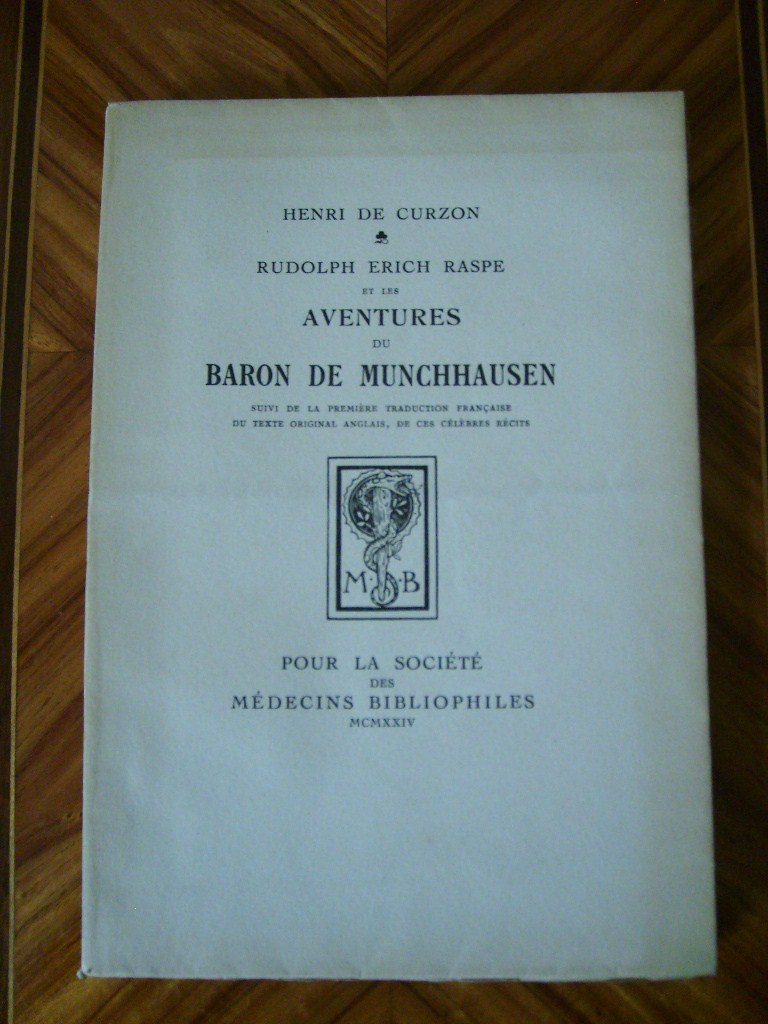 HENRI DE CURZON
RUDOLPH ERICH RASPE
ET LES
AVENTURES
DU
BARON DE MUNCHHAUSEN
SUIVI DE LA PREMIÈRE TRADUCTION FRANÇAISE
DU TEXTE ORIGINAL ANGLAIS, DE CES CÉLÈBRES RÉCITS
M·B
POUR LA SOCIÉTÉ
DES
MÉDECINS BIBLIOPHILES
MCMXXIV